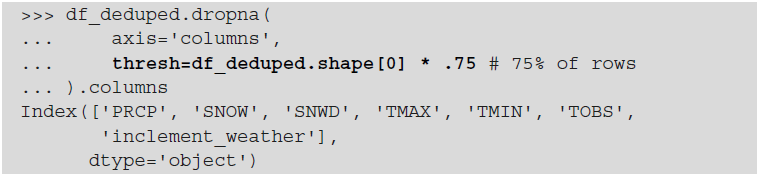 >>> df_deduped.dropna(
...     axis='columns',
...     thresh=df_deduped.shape[0] * .75 # 75% of rows
... ).columns
Index(['PRCP', 'SNOW', 'SNWD', 'TMAX', 'TMIN', 'TOBS',
       'inclement_weather'],
      dtype='object')